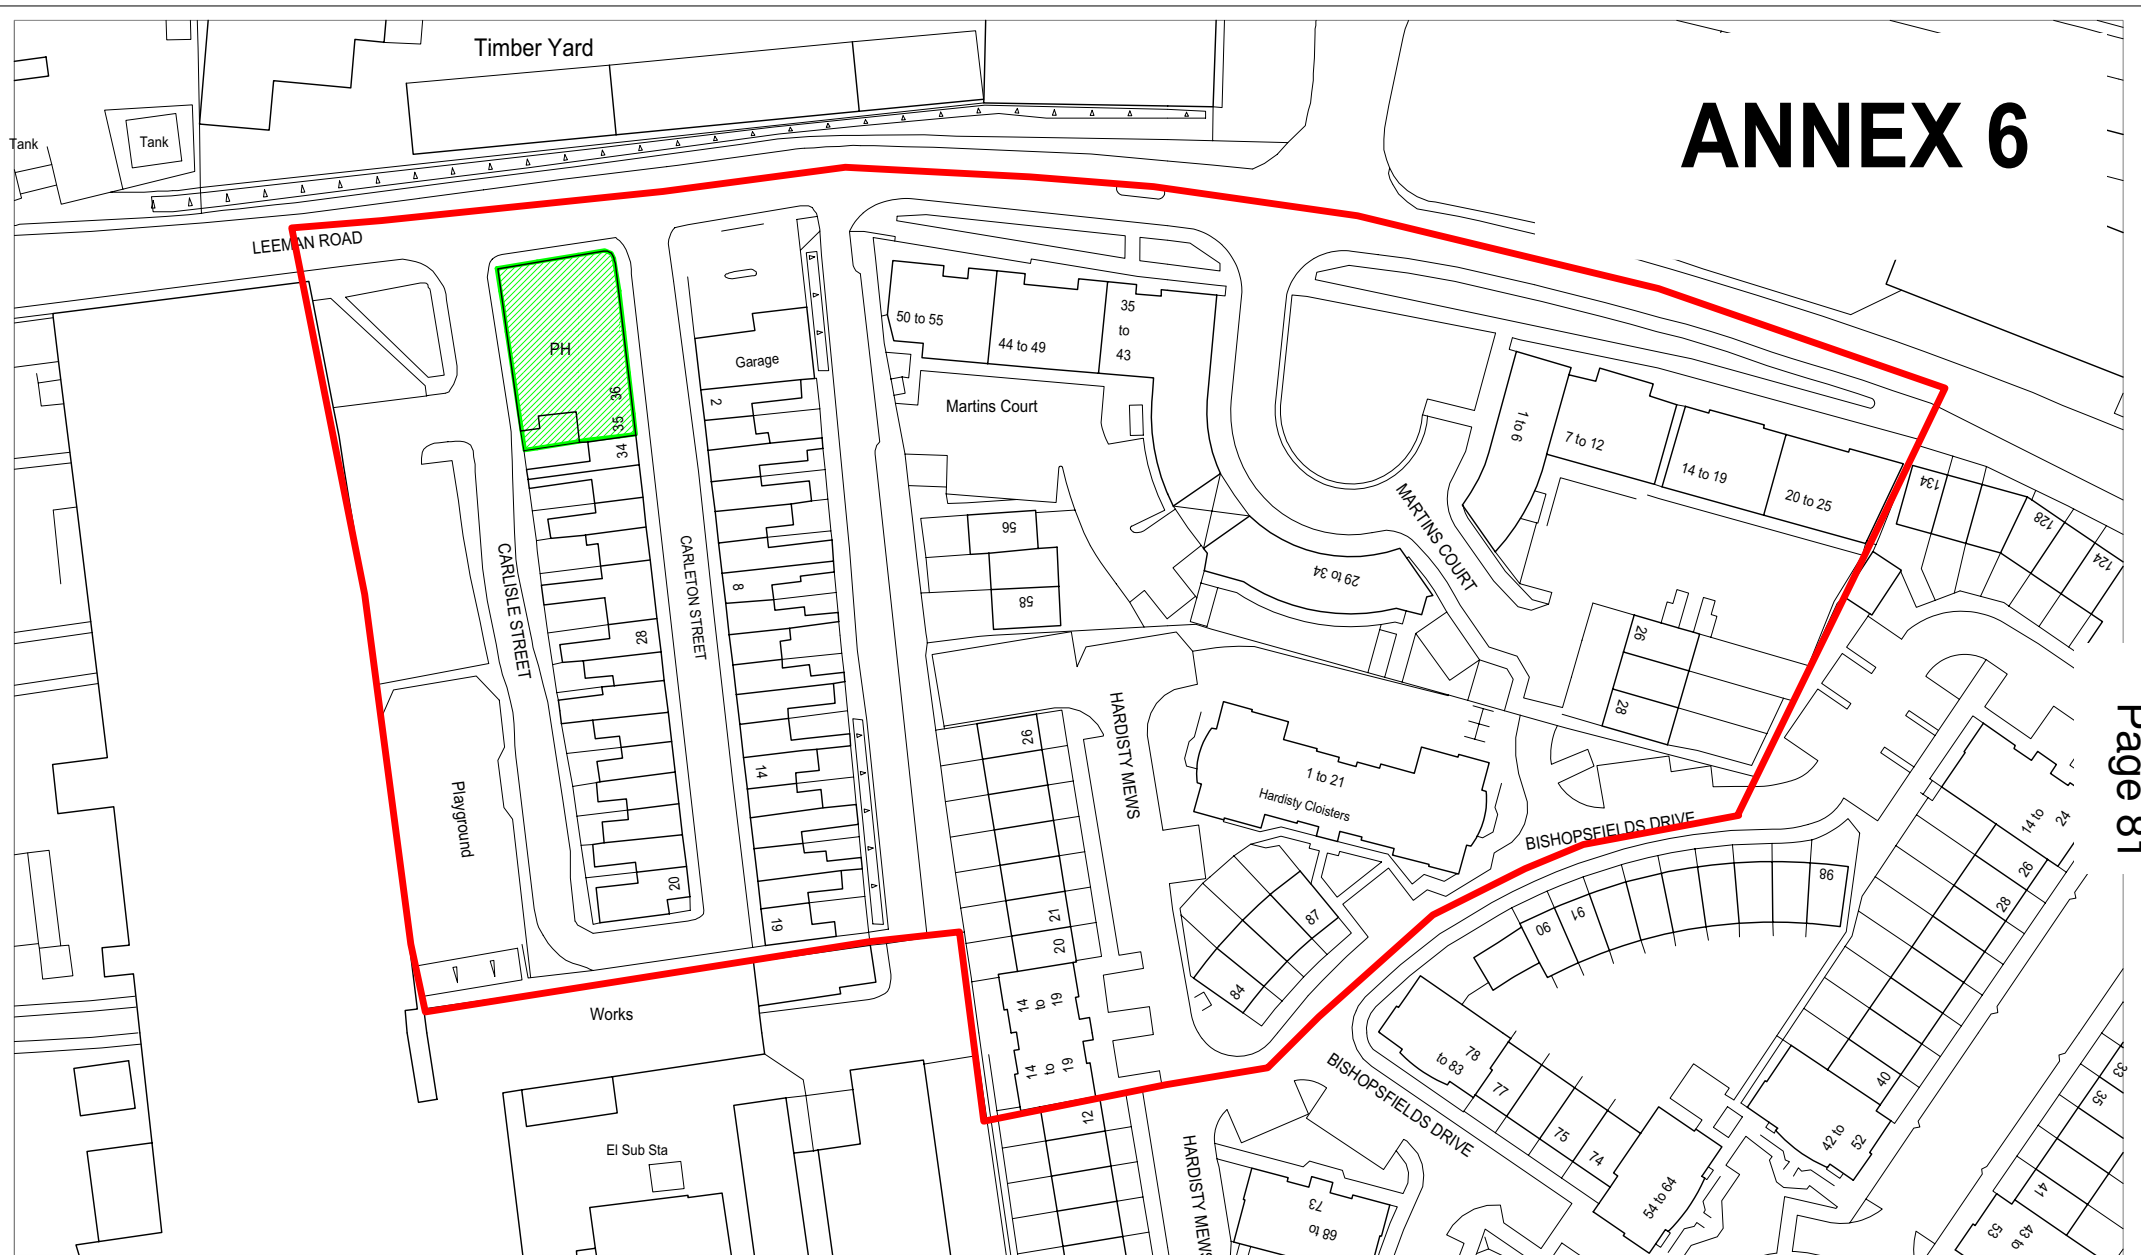 Timber Yard
ANNEX 6
Tank
Tank
LEEMAN ROAD
PH
36
35
34
Garage
2
50 to 55
44 to 49
35
to
43
Martins Court
1 to 6
7 to 12
14 to 19
20 to 25
134
128
124
MARTINS COURT
56
58
29 to 34
CARLISLE STREET
CARLETON STREET
8
28
26
28
HARDISTY MEWS
26
14
1 to 21
Hardisty Cloisters
Playground
20
19
21
20
87
84
BISHOPSFIELDS DRIVE
98
91
90
14 to
24
26
28
Page 81
14
to
19
14
to
19
Works
12
78
to 83
77
75
74
BISHOPSFIELDS DRIVE
40
42 to
52
54 to 64
33
35
41
43
to
53
El Sub Sta
HARDISTY MEWS
73
68 to